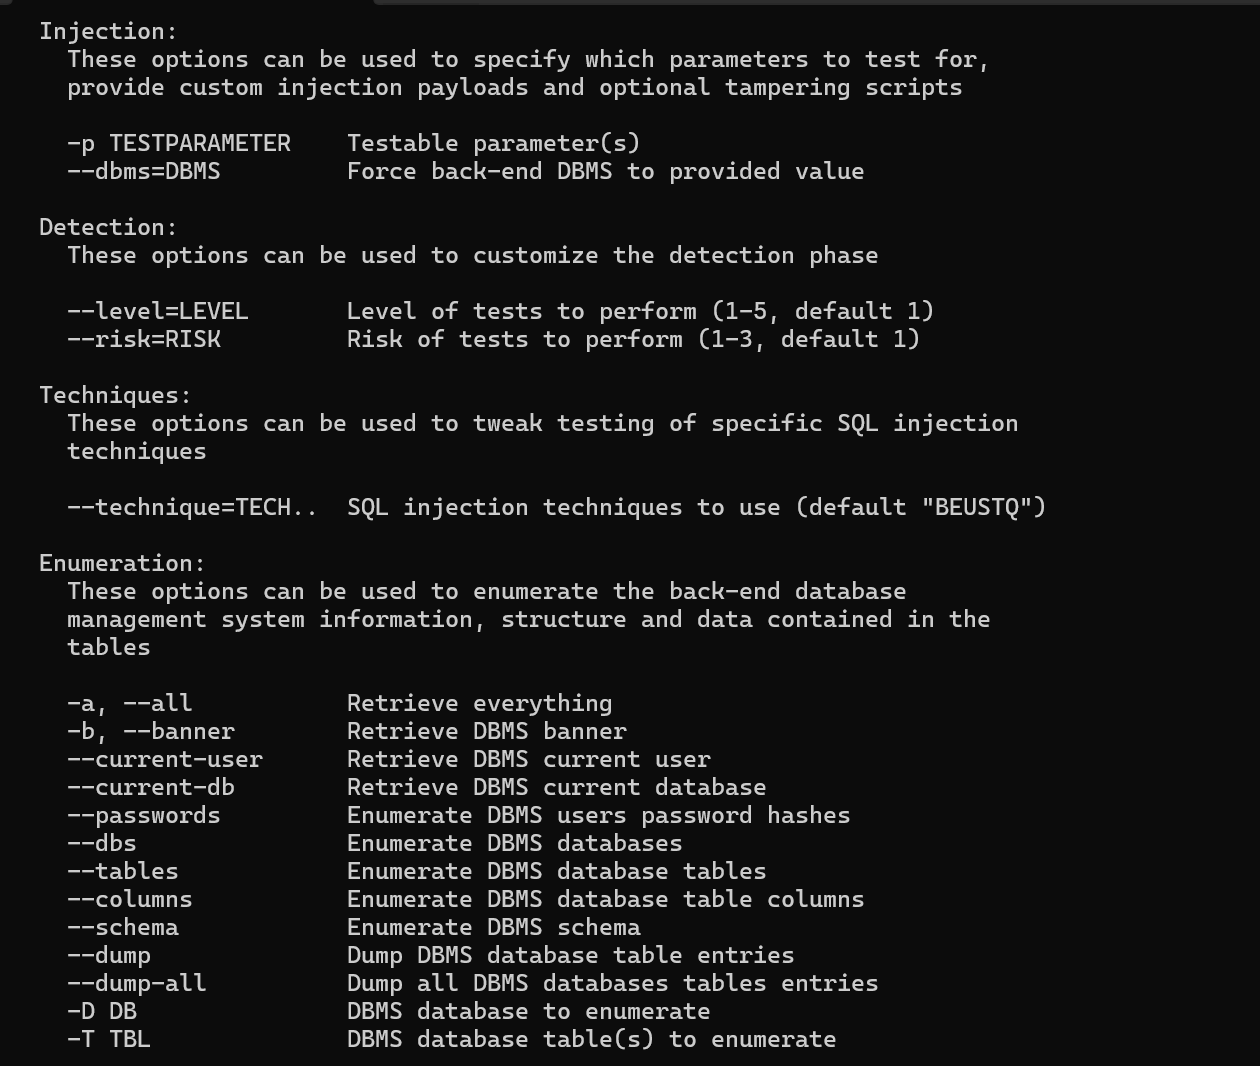 Injection:
These options can be used to specify which parameters to test for,
provide custom injection payloads and optional tampering scripts
-p TESTPARAMETER    Testable parameter(s)
--dbms=DBMS         Force back-end DBMS to provided value
Detection:
These options can be used to customize the detection phase
--level=LEVEL       Level of tests to perform (1-5, default 1)
--risk=RISK         Risk of tests to perform (1-3, default 1)
Techniques:
These options can be used to tweak testing of specific SQL injection
techniques
--technique=TECH..  SQL injection techniques to use (default "BEUSTQ")
Enumeration:
These options can be used to enumerate the back-end database
management system information, structure and data contained in the
tables
-a, --all           Retrieve everything
-b, --banner        Retrieve DBMS banner
--current-user      Retrieve DBMS current user
--current-db        Retrieve DBMS current database
--passwords         Enumerate DBMS users password hashes
--dbs               Enumerate DBMS databases
--tables            Enumerate DBMS database tables
--columns           Enumerate DBMS database table columns
--schema            Enumerate DBMS schema
--dump              Dump DBMS database table entries
--dump-all          Dump all DBMS databases tables entries
-D DB               DBMS database to enumerate
-T TBL              DBMS database table(s) to enumerate